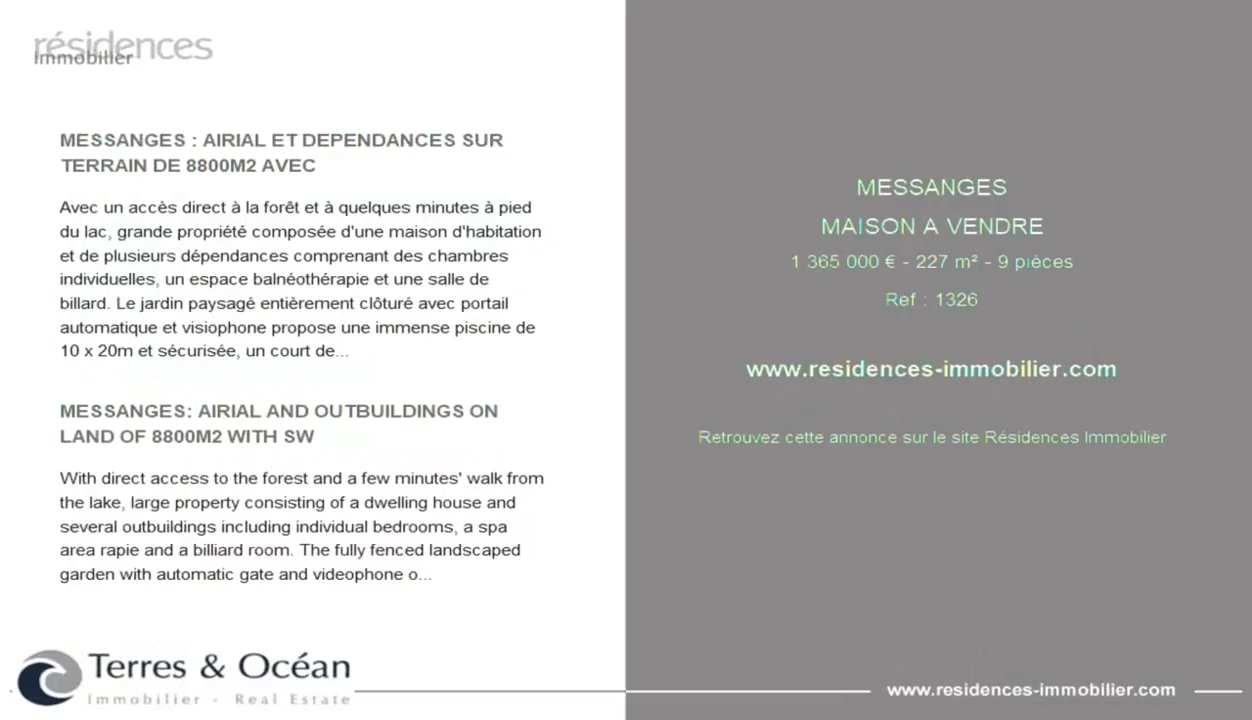 résidences
immobilier
MESSANGES : AIRIAL ET DEPENDANCES SUR
TERRAIN DE 8800M2 AVEC
Avec un accès direct à la forêt et à quelques minutes à pied
du lac, grande propriété composée d'une maison d'habitation
et de plusieurs dépendances comprenant des chambres
individuelles, un espace balnéothérapie et une salle de
billard. Le jardin paysagé entièrement clôturé avec portail
automatique et visiophone propose une immense piscine de
10 x 20m et sécurisée, un court de...
MESSANGES: AIRIAL AND OUTBUILDINGS ON
LAND OF 8800M2 WITH SW
With direct access to the forest and a few minutes' walk from
the lake, large property consisting of a dwelling house and
several outbuildings including individual bedrooms, a spa
area rapie and a billiard room. The fully fenced landscaped
garden with automatic gate and videophone o...
Terres & Océan
Immobilier - Real Estate
MESSANGES
MAISON A VENDRE
1 365 000 € - 227 m² - 9 pièces
Ref : 1326
www.residences-immobilier.com
Retrouvez cette annonce sur le site Résidences Immobilier
www.residences-immobilier.com